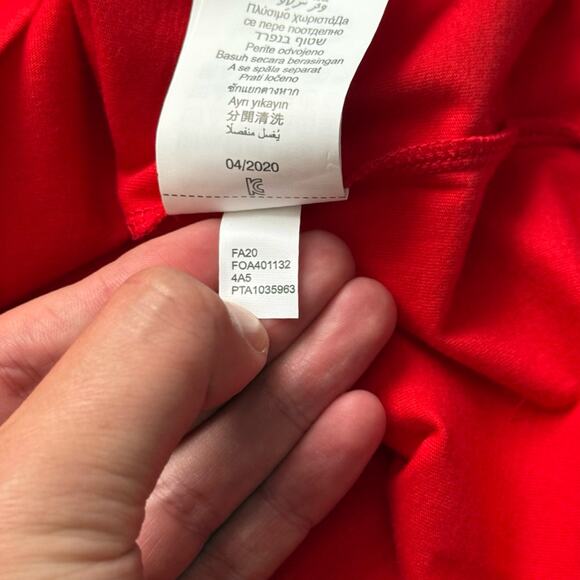 Πλύσιμο χωριστάΔα
се пере поотделно
שטוף בנפרד
Perite odvojeno
Basuh secara berasingan
A se spăla separat
Prati ločeno
ซักแยกต่างหาก
Ayrı yıkayın
分開清洗
يُغسل منفصلًا
04/2020
FA20
FOA401132
4A5
PTA1035963